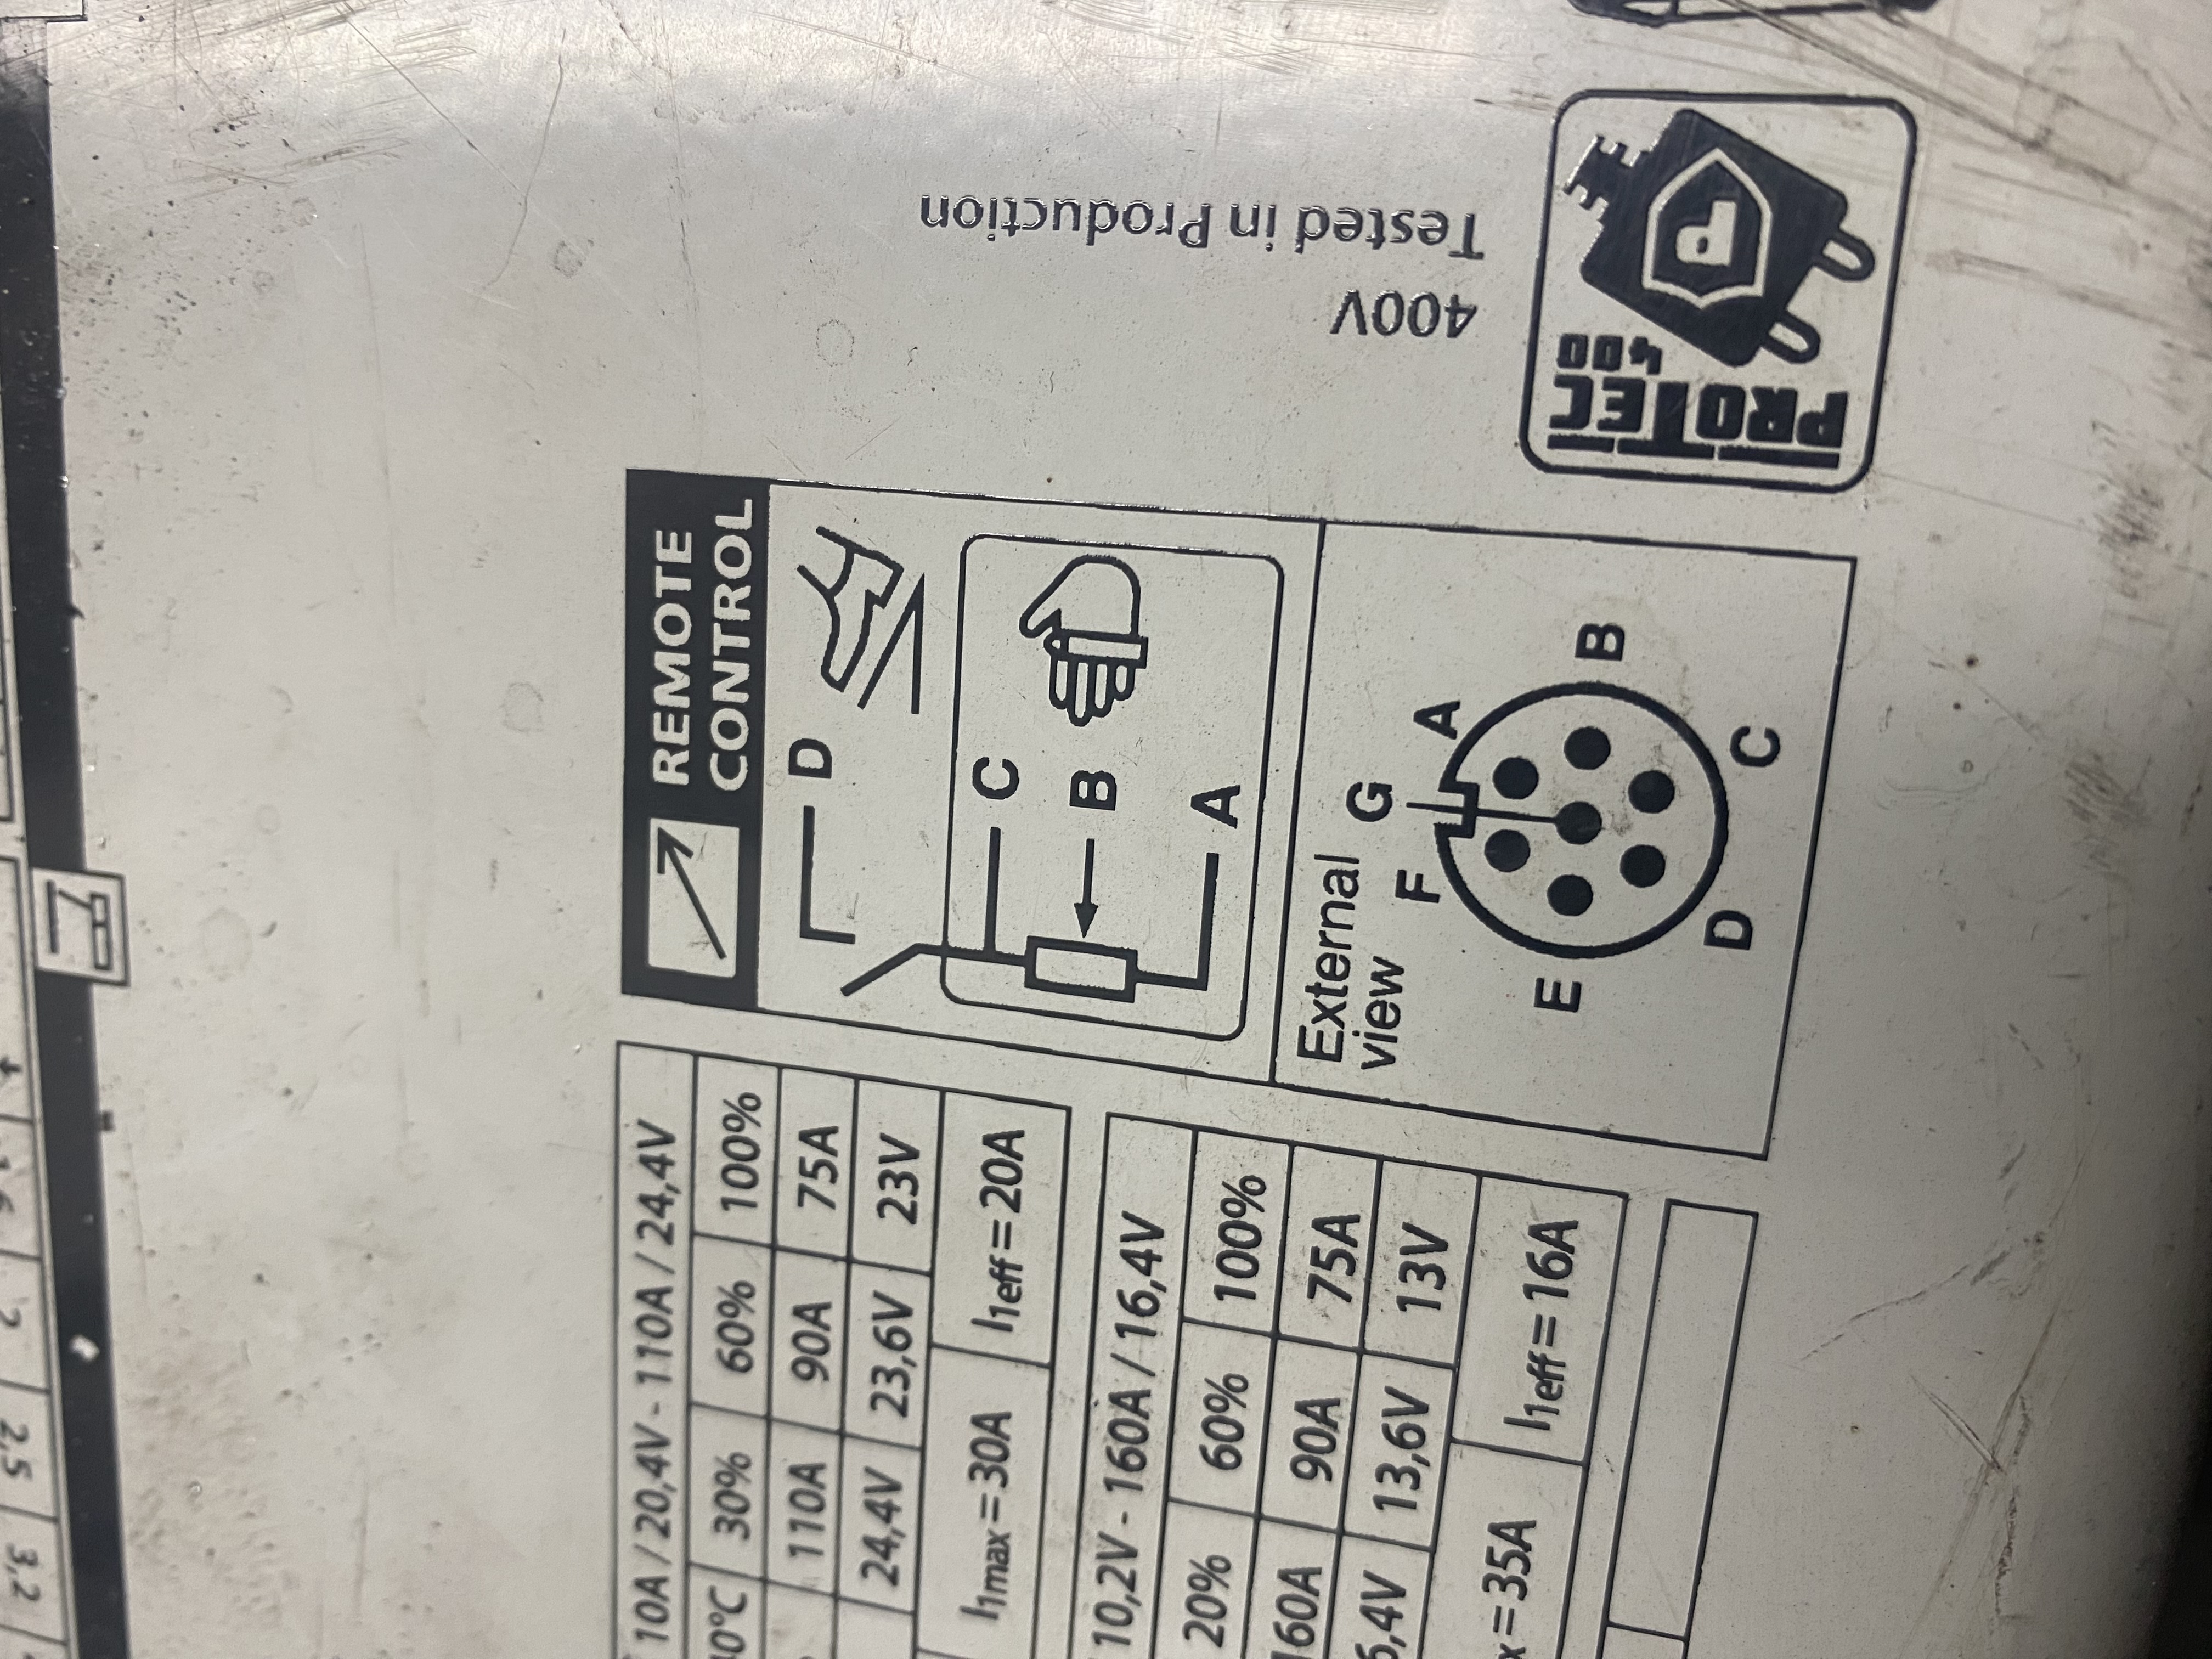 REMOTE
CONTROL
D
C
B
A
External
view
G
F
A
E
B
D
C
10A / 20,4V - 110A / 24,4V
30%
60%
100%
110A
90A
75A
24,4V
23,6V
23V
I1max = 30A
I1eff = 20A
10,2V - 160A / 16,4V
20%
60%
100%
160A
90A
75A
13,6V
13V
I1eff = 16A
PROTEC
400
P
400V
Tested in Production
2
2,5
3,2